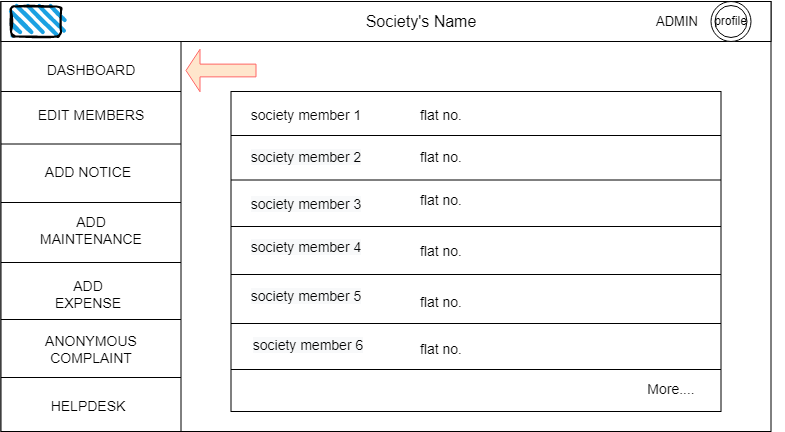 Society's Name
ADMIN
profile
DASHBOARD
EDIT MEMBERS
ADD NOTICE
ADD
MAINTENANCE
ADD
EXPENSE
ANONYMOUS
COMPLAINT
HELPDESK
society member 1 flat no.
society member 2 flat no.
society member 3 flat no.
society member 4 flat no.
society member 5 flat no.
society member 6 flat no.
More....